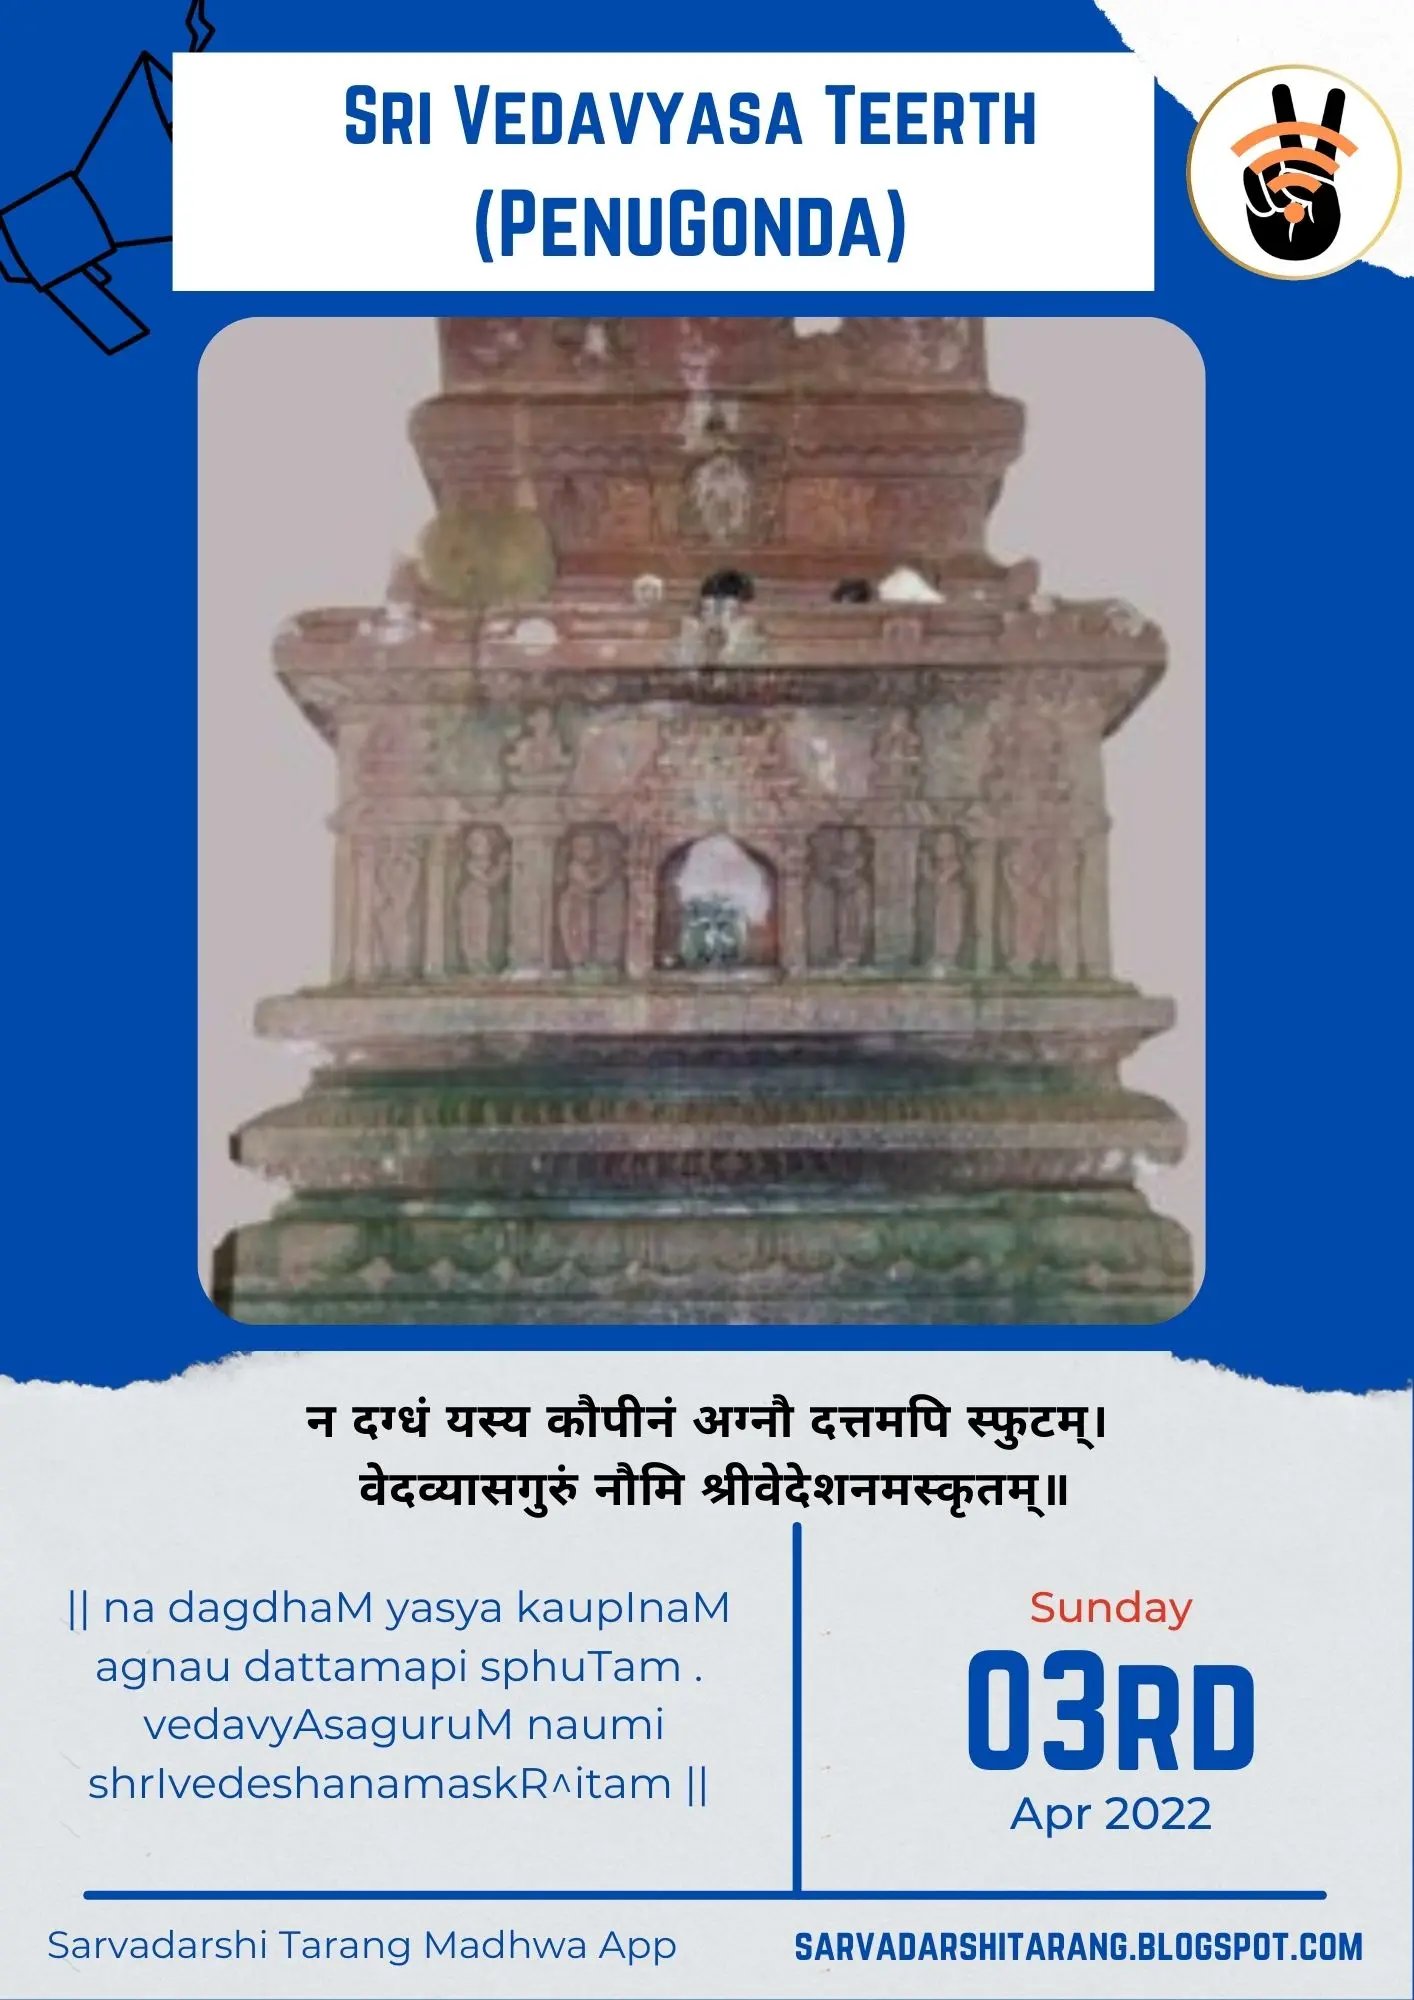 Sri Vedavyasa Teerth
(PenuGonda)
न दग्धं यस्य कौपीनं अग्नौ दत्तमपि स्फुटम्।
वेदव्यासगुरुं नौमि श्रीवेदेशनमस्कृतम्॥
|| na dagdhaM yasya kaupInaM
agnau dattamapi sphuTam .
vedavyAsaguruM naumi
shrIvedeshanamaskR^itam ||
Sunday
03rd
Apr 2022
Sarvadarshi Tarang Madhwa App
sarvadarshitarang.blogspot.com